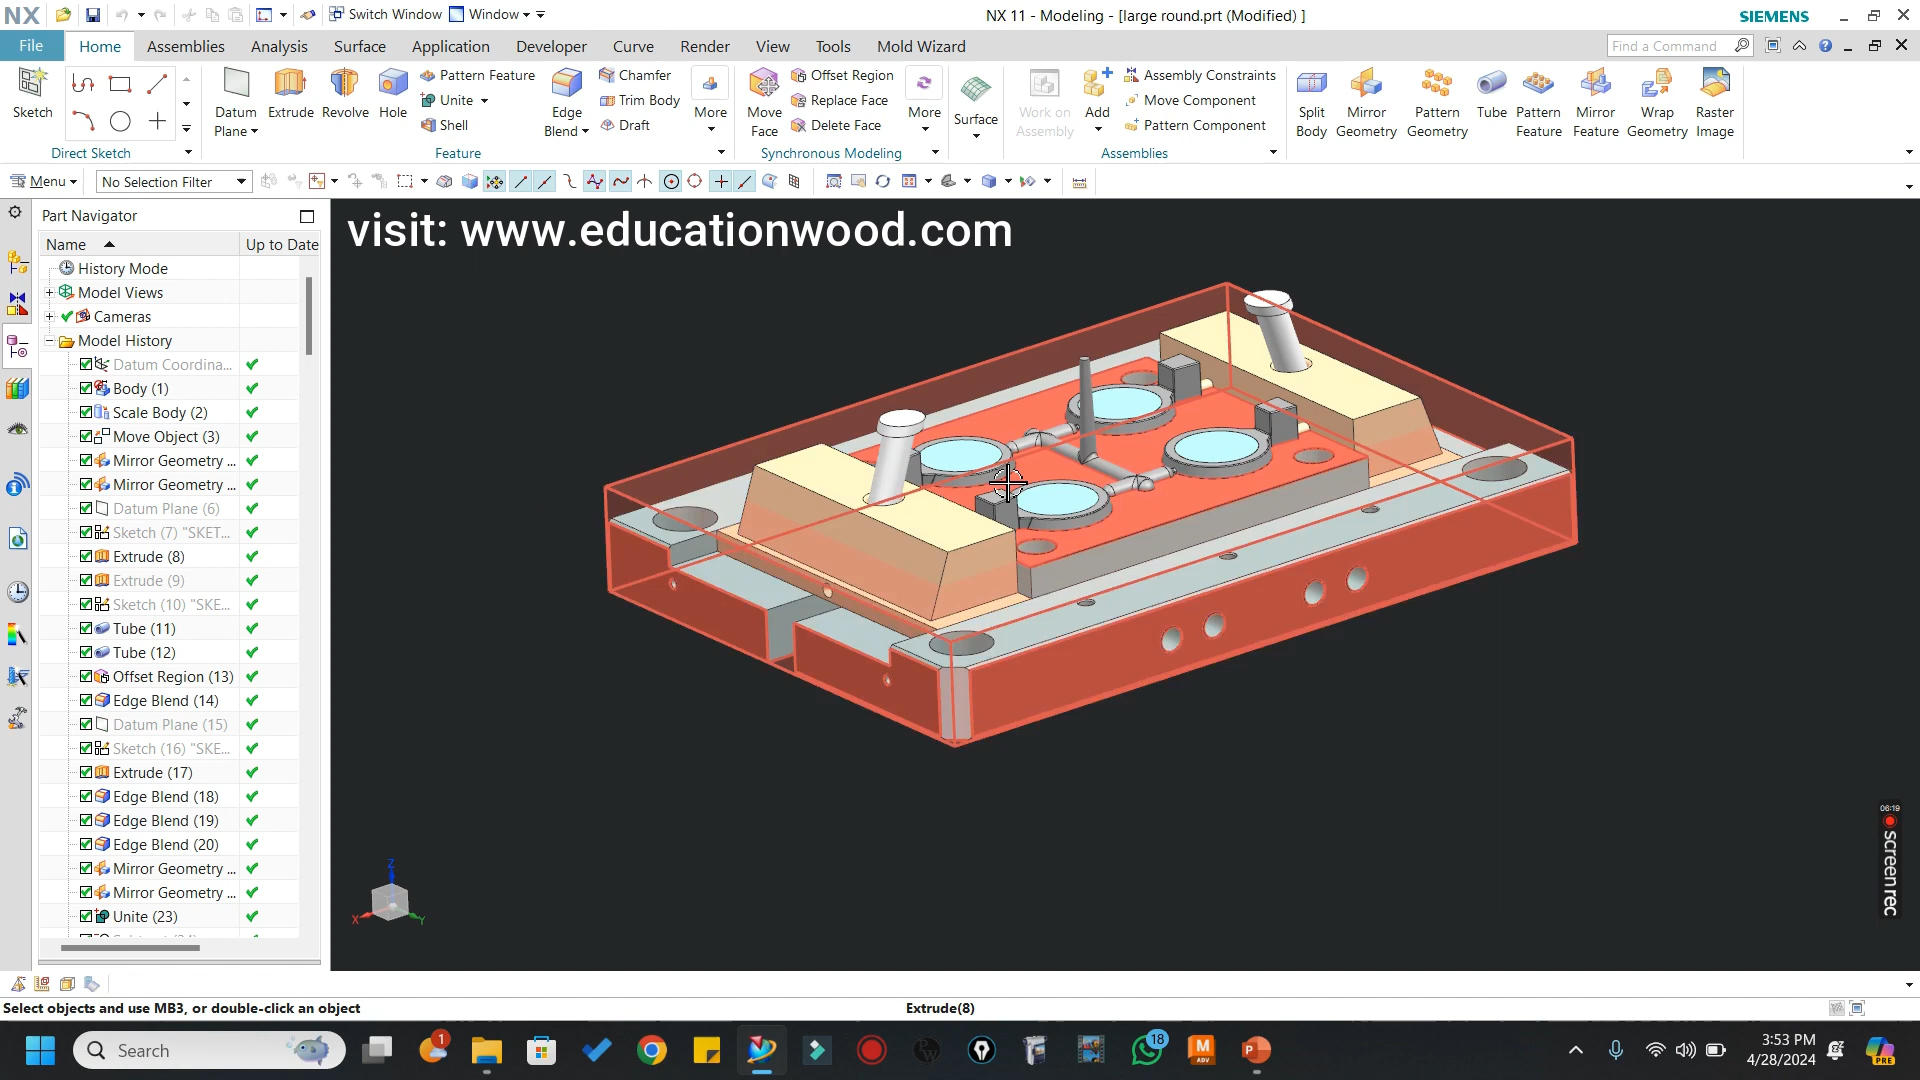 NX
Switch Window
Window
NX 11 - Modeling - [large round.prt (Modified) ]
SIEMENS
File
Home
Assemblies
Analysis
Surface
Application
Developer
Curve
Render
View
Tools
Mold Wizard
Find a Command
Sketch
Direct Sketch
Datum Plane
Extrude
Revolve
Hole
Pattern Feature
Unite
Shell
Edge Blend
Chamfer
Trim Body
Draft
More
Feature
Move Face
Offset Region
Replace Face
Delete Face
More
Synchronous Modeling
Surface
Work on Assembly
Add
Assembly Constraints
Move Component
Pattern Component
Assemblies
Split Body
Mirror Geometry
Pattern Geometry
Tube
Pattern Feature
Mirror Feature
Wrap Geometry
Raster Image
Menu
No Selection Filter
Part Navigator
Name
Up to Date
History Mode
Model Views
Cameras
Model History
Datum Coordina...
Body (1)
Scale Body (2)
Move Object (3)
Mirror Geometry ...
Mirror Geometry ...
Datum Plane (6)
Sketch (7) "SKET...
Extrude (8)
Extrude (9)
Sketch (10) "SKE...
Tube (11)
Tube (12)
Offset Region (13)
Edge Blend (14)
Datum Plane (15)
Sketch (16) "SKE...
Extrude (17)
Edge Blend (18)
Edge Blend (19)
Edge Blend (20)
Mirror Geometry ...
Mirror Geometry ...
Unite (23)
visit: www.educationwood.com
Z
X
Y
06:19
screen rec
Select objects and use MB3, or double-click an object
Extrude(8)
Search
1
18
M
ADV
P
3:53 PM
4/28/2024
PRE